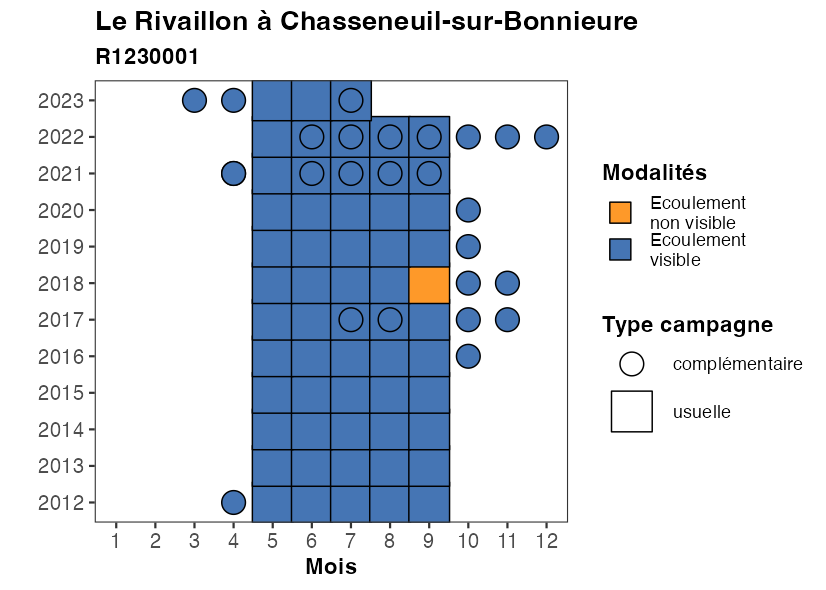 Le Rivaillon à Chasseneuil-sur-Bonnieure
R1230001
2023
2022
2021
2020
2019
2018
2017
2016
2015
2014
2013
2012
1 2 3 4 5 6 7 8 9 10 11 12
Mois
Modalités
Ecoulement
non visible
Ecoulement
visible
Type campagne
complémentaire
usuelle